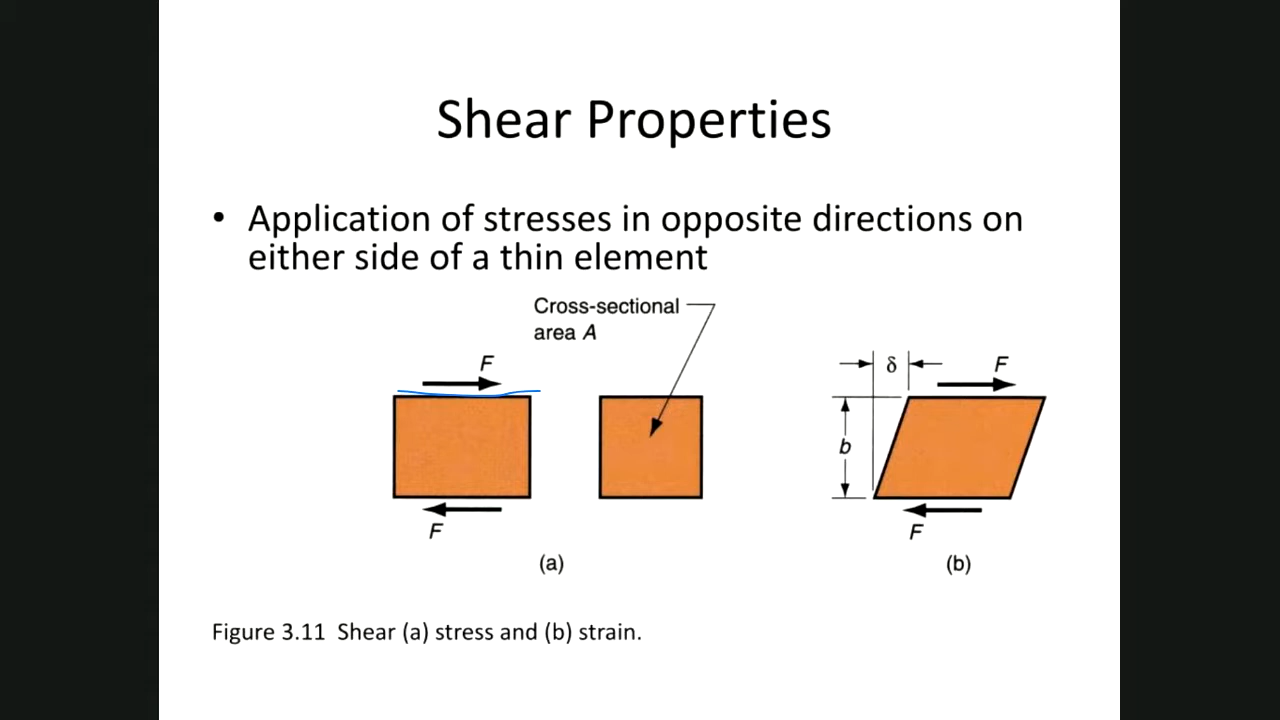 Shear Properties
• Application of stresses in opposite directions on
either side of a thin element
Cross-sectional
area A
F
F
(a)
δ
F
b
F
(b)
Figure 3.11 Shear (a) stress and (b) strain.